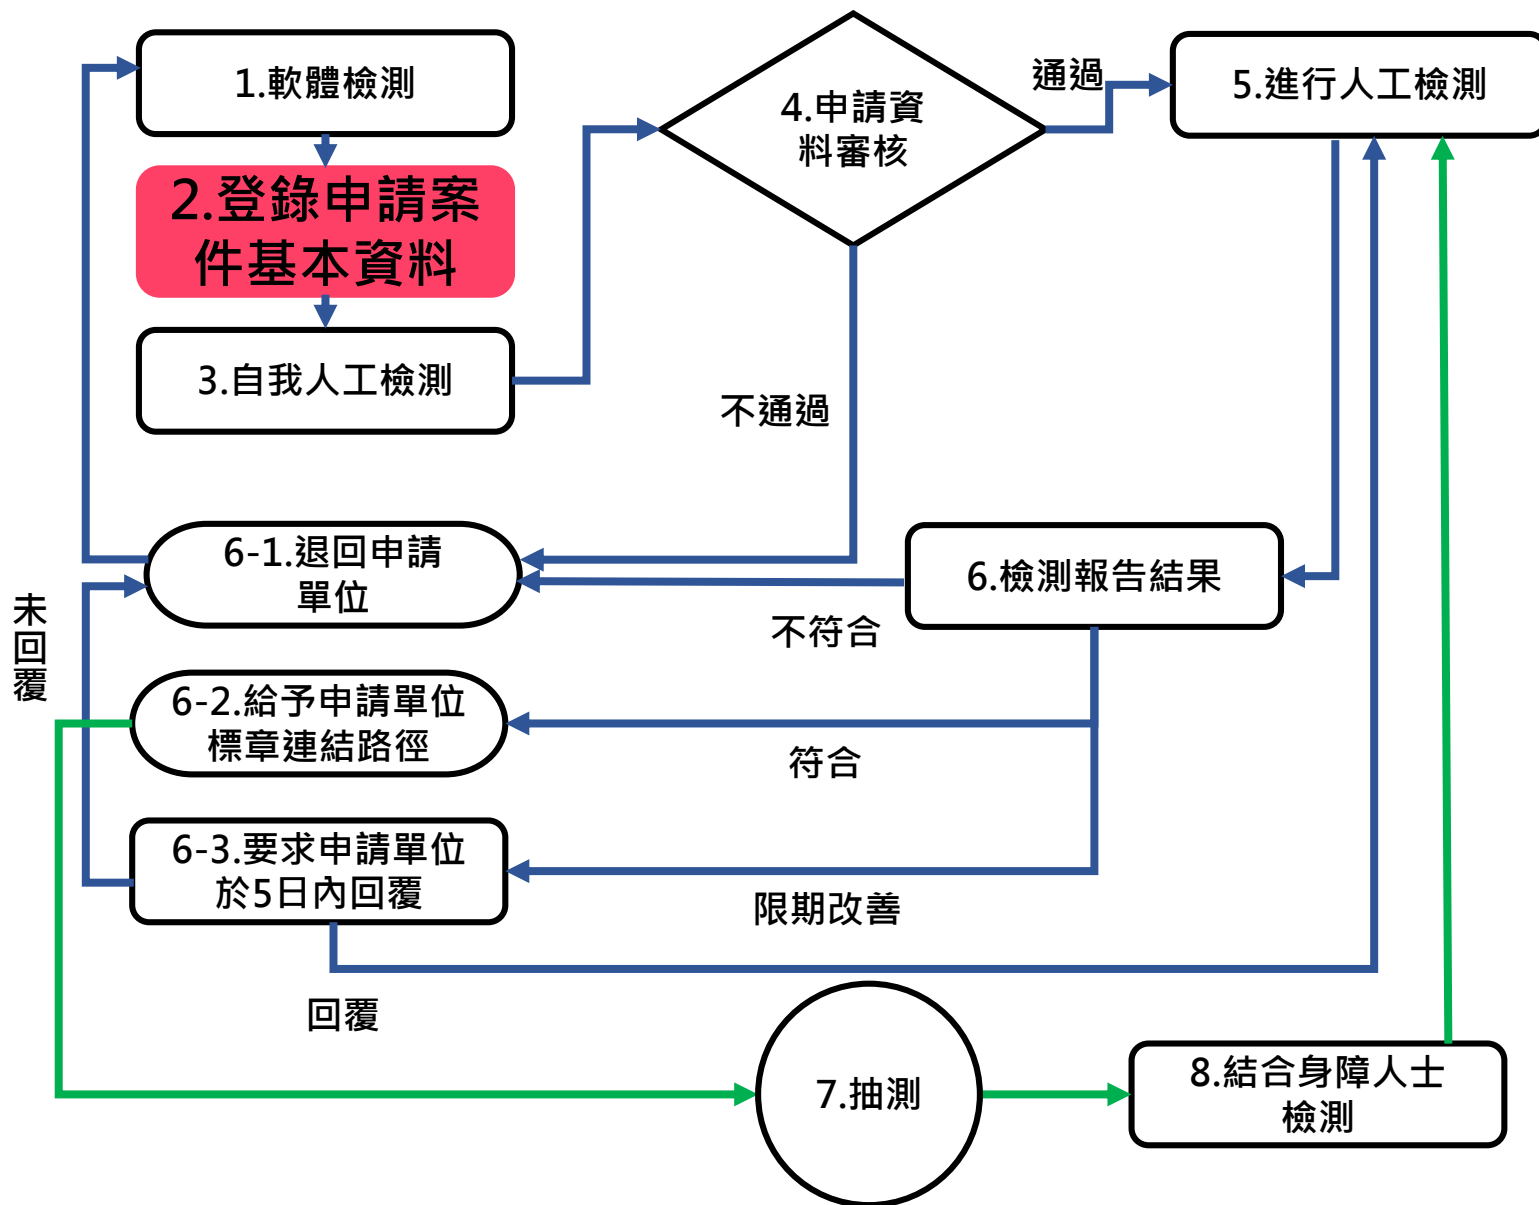 1.軟體檢測
2.登錄申請案
件基本資料
3.自我人工檢測
4.申請資
料審核
通過
不通過
5.進行人工檢測
6.檢測報告結果
不符合
符合
限期改善
6-1.退回申請
單位
6-2.給予申請單位
標章連結路徑
6-3.要求申請單位
於5日內回覆
未
回
覆
回覆
7.抽測
8.結合身障人士
檢測